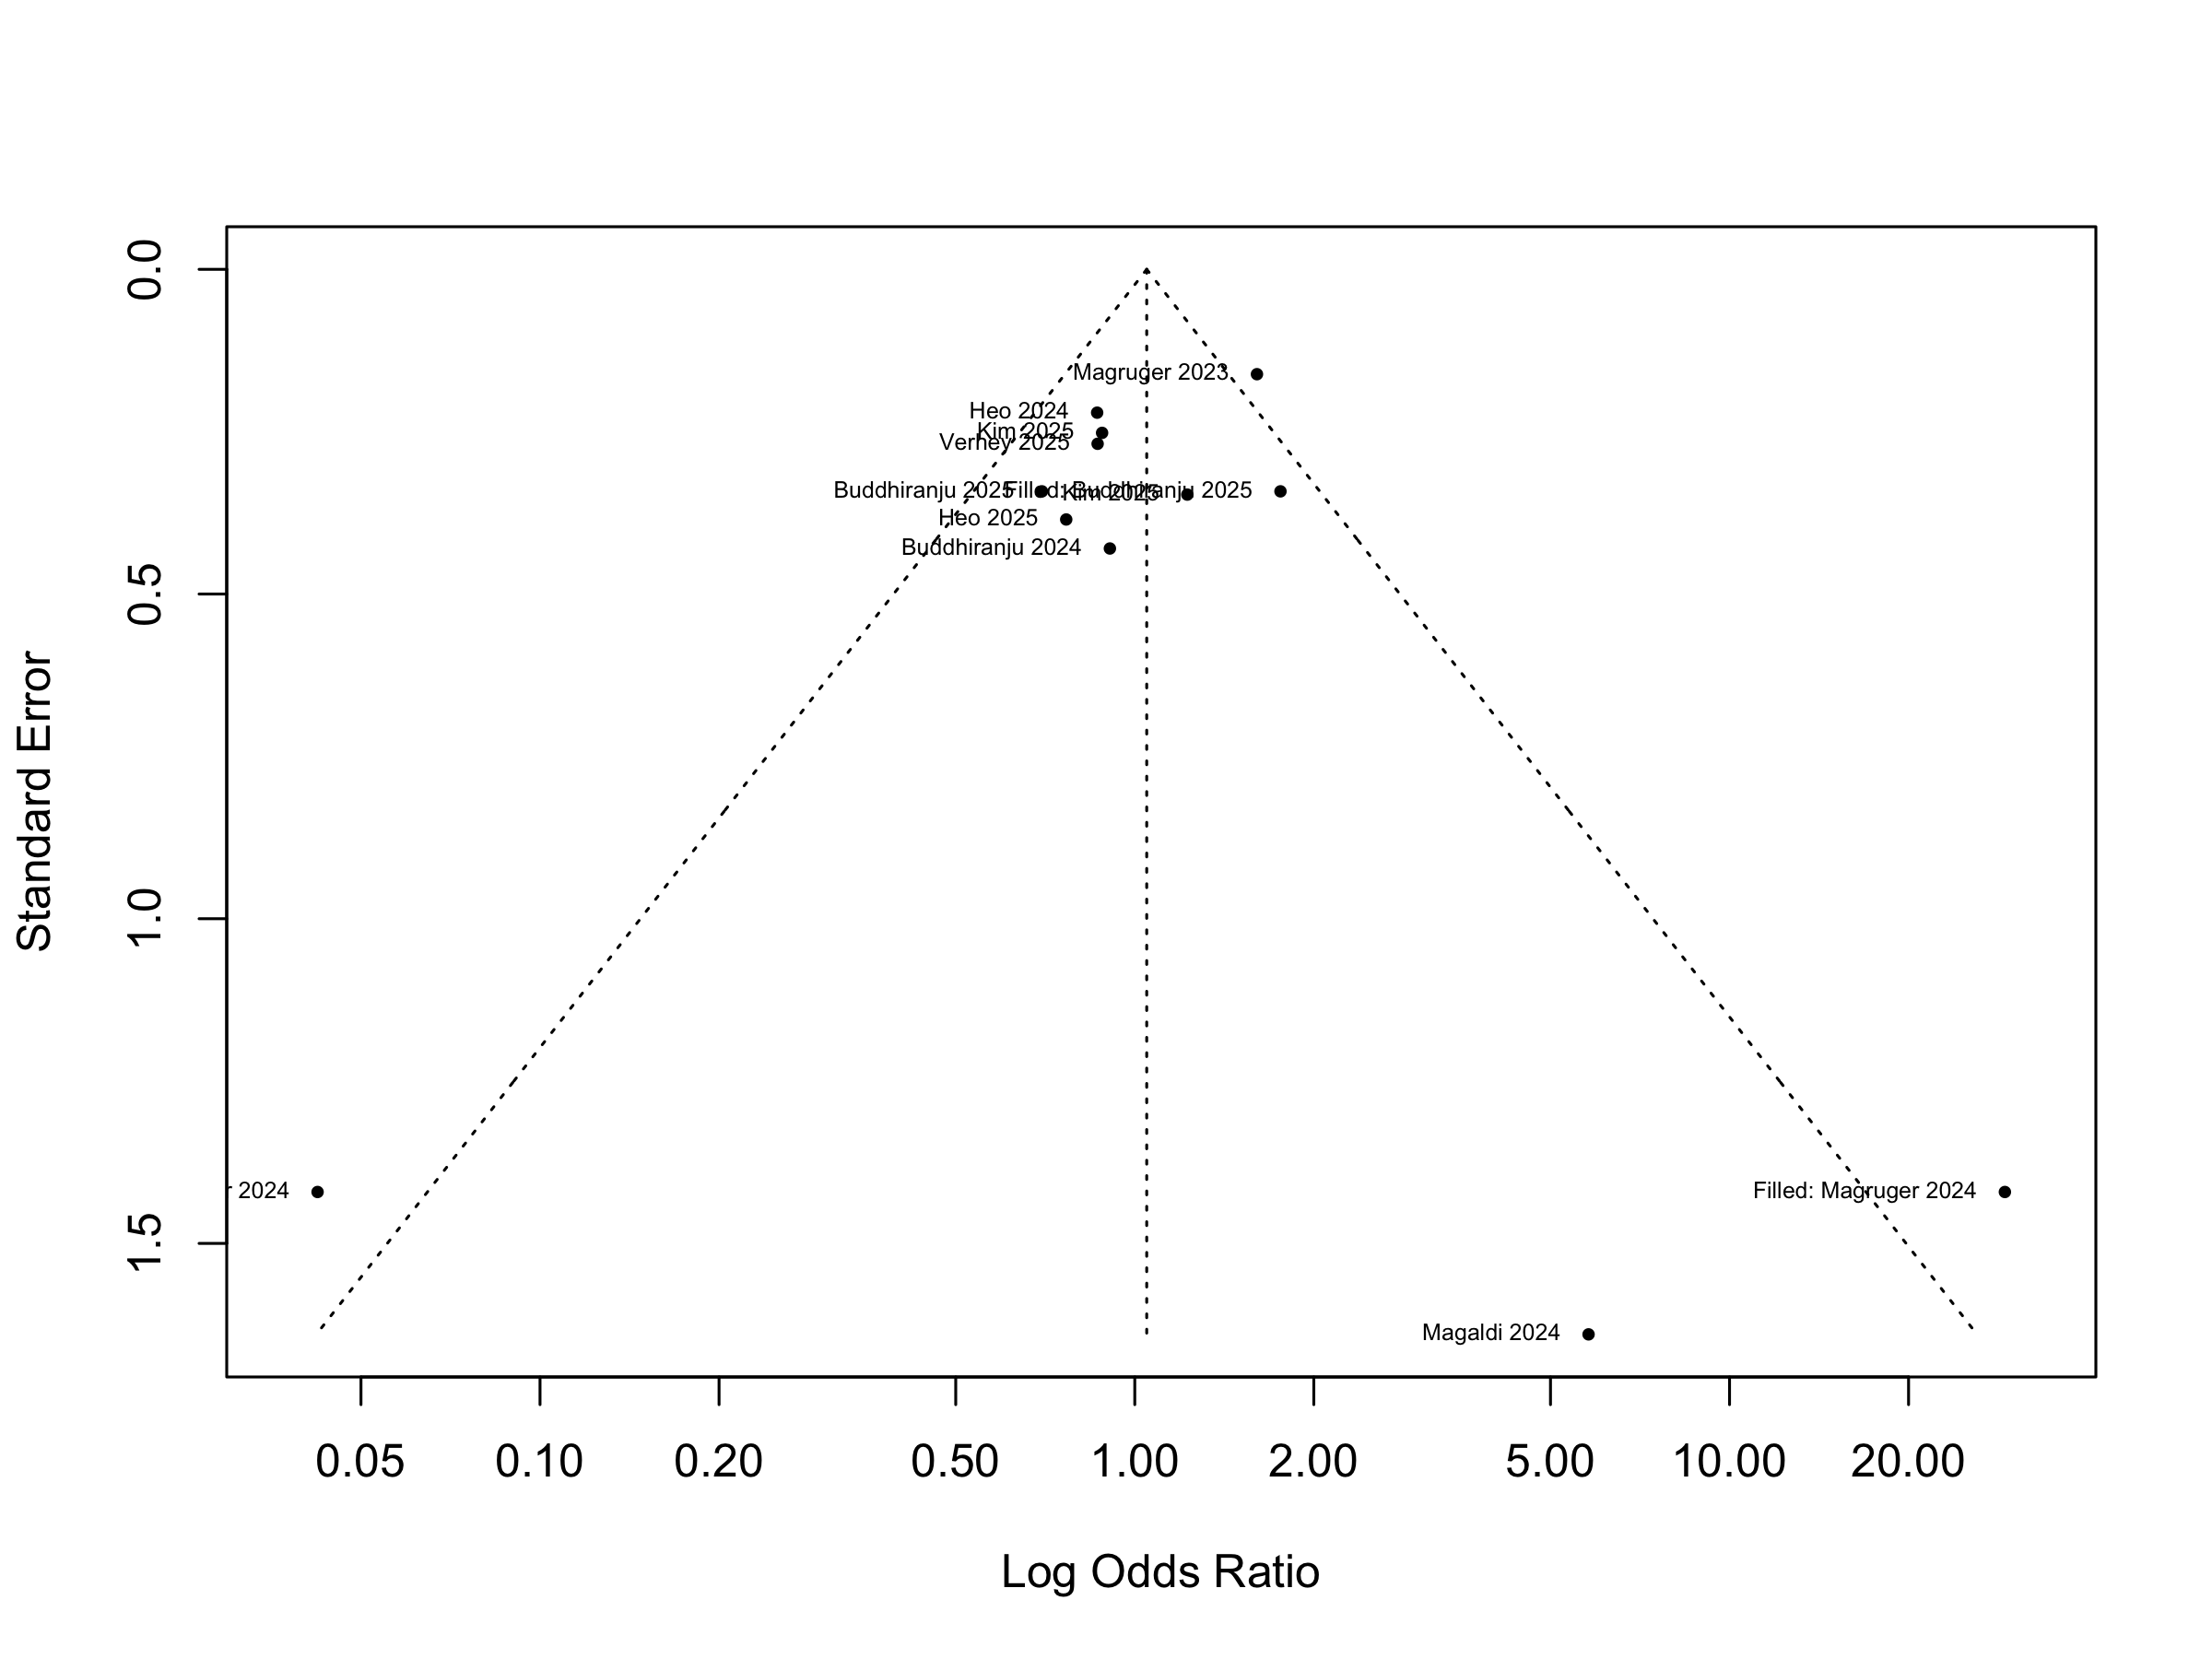 Standard Error
0.0
0.5
1.0
1.5
Magruger 2023
Heo 2024
Kim 2025
Verhey 2025
Buddhiranju 2025
Filled: Buddhiranju 2025
Kim 2025
Heo 2025
Buddhiranju 2024
2024
Filled: Magruger 2024
Magaldi 2024
0.05 0.10 0.20 0.50 1.00 2.00 5.00 10.00 20.00
Log Odds Ratio